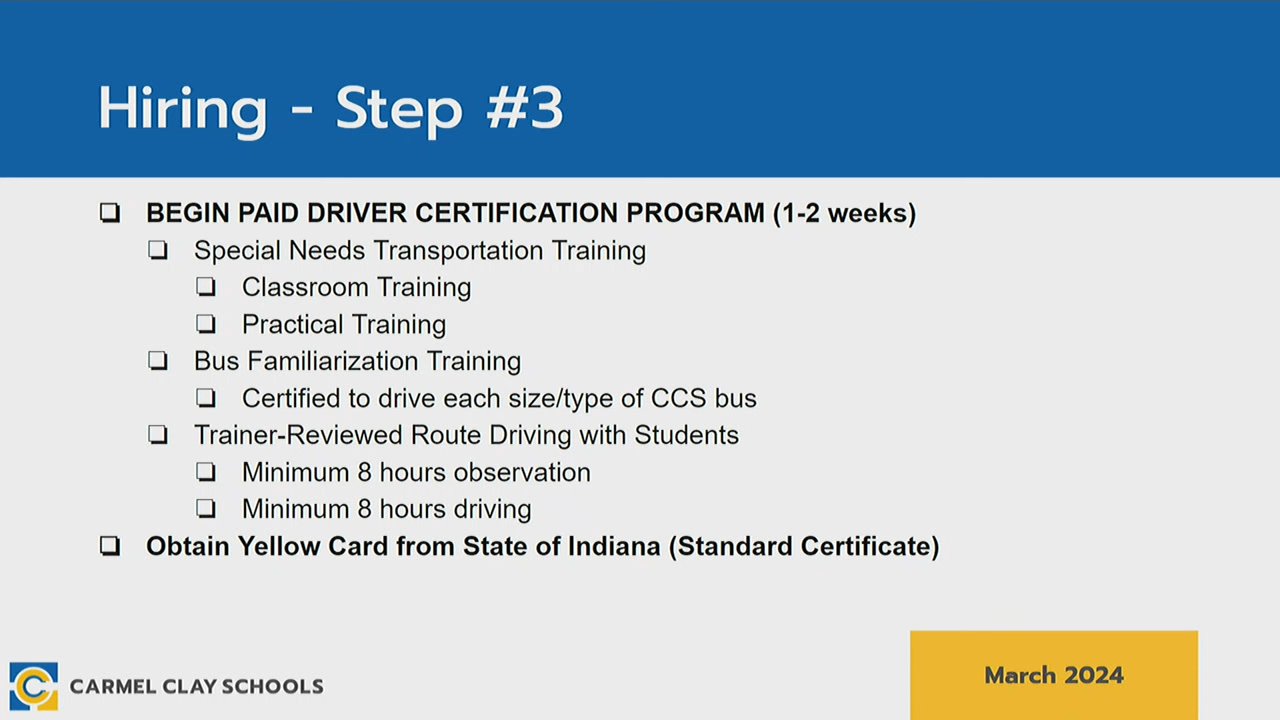 Hiring - Step #3
❑ BEGIN PAID DRIVER CERTIFICATION PROGRAM (1-2 weeks)
❑ Special Needs Transportation Training
❑ Classroom Training
❑ Practical Training
❑ Bus Familiarization Training
❑ Certified to drive each size/type of CCS bus
❑ Trainer-Reviewed Route Driving with Students
❑ Minimum 8 hours observation
❑ Minimum 8 hours driving
❑ Obtain Yellow Card from State of Indiana (Standard Certificate)
CARMEL CLAY SCHOOLS
March 2024